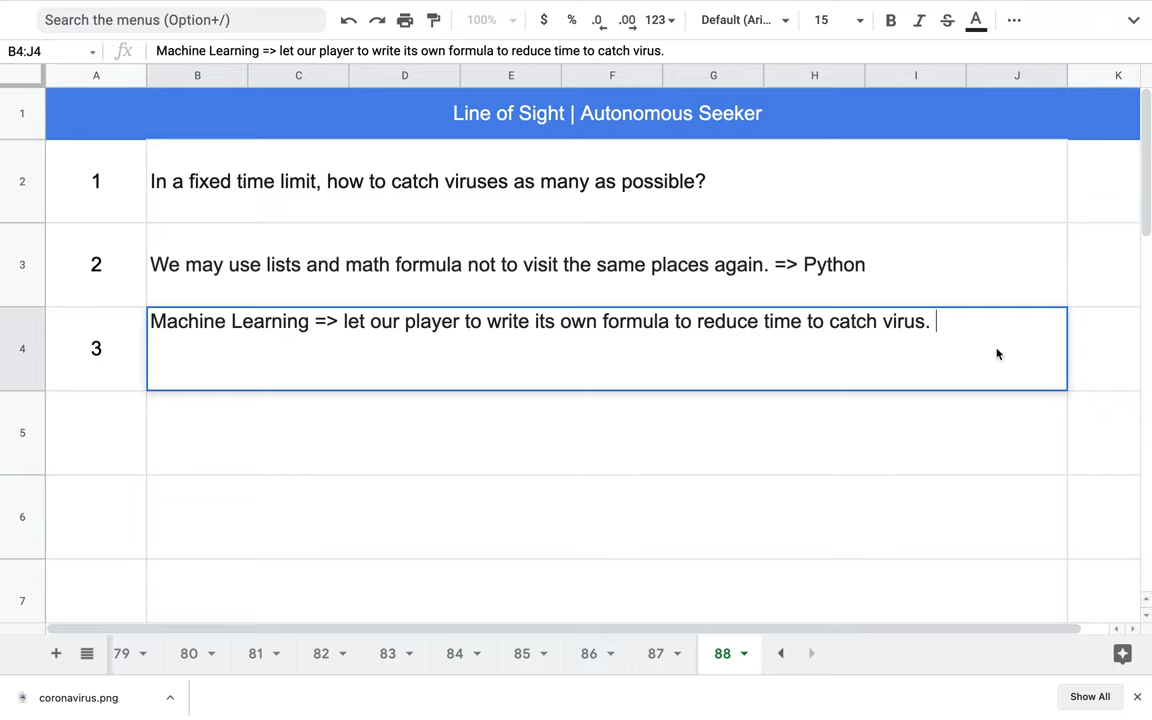 Search the menus (Option+/) 100% $ % .0 .00 123 Default (Ari... 15 B I S A
B4:J4 fx Machine Learning => let our player to write its own formula to reduce time to catch virus.
A B C D E F G H I J K
1 Line of Sight | Autonomous Seeker
2 1 In a fixed time limit, how to catch viruses as many as possible?
3 2 We may use lists and math formula not to visit the same places again. => Python
4 3 Machine Learning => let our player to write its own formula to reduce time to catch virus.
5
6
7
79 80 81 82 83 84 85 86 87 88
coronavirus.png Show All